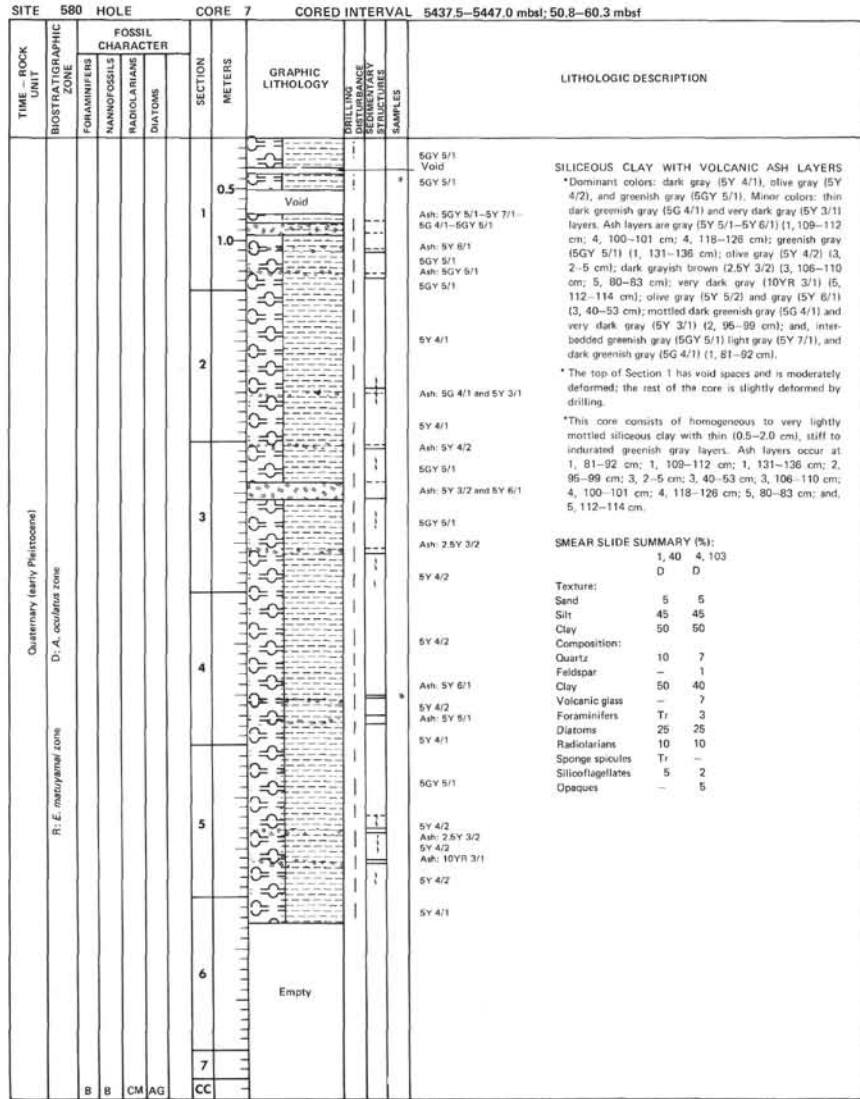 SITE 580 HOLE CORE 7 CORED INTERVAL 5437.5–5447.0 mbsl; 50.8–60.3 mbsf
TIME – ROCK UNIT
BIOSTRATIGRAPHIC ZONE
FOSSIL CHARACTER
FORAMINIFERS
NANNOFOSSILS
RADIOLARIANS
DIATOMS
SECTION
METERS
GRAPHIC LITHOLOGY
DRILLING DISTURBANCE
SEDIMENTARY STRUCTURES
SAMPLES
LITHOLOGIC DESCRIPTION
Quaternary (early Pleistocene)
D: A. oculatus zone
R: E. matuyamai zone
B B CM AG
1
2
3
4
5
6
7
CC
0.5
1.0
Void
Empty
*
*
5GY 5/1
Void
5GY 5/1
Ash: 5GY 5/1–5Y 7/1–
5G 4/1–5GY 5/1
Ash: 5Y 6/1
5GY 5/1
Ash: 5GY 5/1
5GY 5/1
5Y 4/1
Ash: 5G 4/1 and 5Y 3/1
5Y 4/1
Ash: 5Y 4/2
5GY 5/1
Ash: 5Y 3/2 and 5Y 6/1
5GY 5/1
Ash: 2.5Y 3/2
5Y 4/2
5Y 4/2
Ash: 5Y 6/1
5Y 4/2
Ash: 5Y 5/1
5Y 4/1
5GY 5/1
5Y 4/2
Ash: 2.5Y 3/2
5Y 4/2
Ash: 10YR 3/1
5Y 4/2
5Y 4/1
SILICEOUS CLAY WITH VOLCANIC ASH LAYERS
*Dominant colors: dark gray (5Y 4/1), olive gray (5Y
4/2), and greenish gray (5GY 5/1). Minor colors: thin
dark greenish gray (5G 4/1) and very dark gray (5Y 3/1)
layers. Ash layers are gray (5Y 5/1–5Y 6/1) (1, 109–112
cm; 4, 100–101 cm; 4, 118–126 cm); greenish gray
(5GY 5/1) (1, 131–136 cm); olive gray (5Y 4/2) (3,
2–5 cm); dark grayish brown (2.5Y 3/2) (3, 106–110
cm; 5, 80–83 cm); very dark gray (10YR 3/1) (5,
112–114 cm); olive gray (5Y 5/2) and gray (5Y 6/1)
(3, 40–53 cm); mottled dark greenish gray (5G 4/1) and
very dark gray (5Y 3/1) (2, 95–99 cm); and, inter-
bedded greenish gray (5GY 5/1) light gray (5Y 7/1), and
dark greenish gray (5G 4/1) (1, 81–92 cm).
* The top of Section 1 has void spaces and is moderately
deformed; the rest of the core is slightly deformed by
drilling.
*This core consists of homogeneous to very lightly
mottled siliceous clay with thin (0.5–2.0 cm), stiff to
indurated greenish gray layers. Ash layers occur at
1, 81–92 cm; 1, 109–112 cm; 1, 131–136 cm; 2,
95–99 cm; 3, 2–5 cm; 3, 40–53 cm; 3, 106–110 cm;
4, 100–101 cm; 4, 118–126 cm; 5, 80–83 cm; and,
5, 112–114 cm.
SMEAR SLIDE SUMMARY (%):
1, 40 4, 103
D D
Texture:
Sand 5 5
Silt 45 45
Clay 50 50
Composition:
Quartz 10 7
Feldspar – 1
Clay 50 40
Volcanic glass – 7
Foraminifers Tr 3
Diatoms 25 25
Radiolarians 10 10
Sponge spicules Tr –
Silicoflagellates 5 2
Opaques – 5